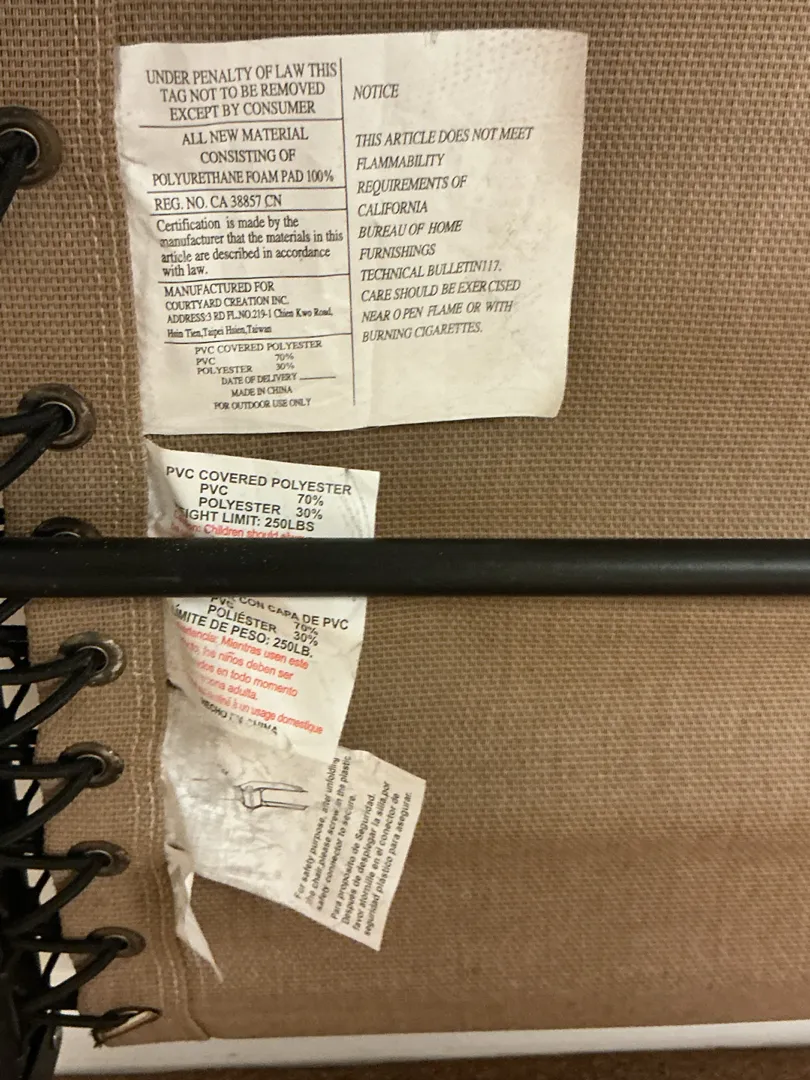 UNDER PENALTY OF LAW THIS
TAG NOT TO BE REMOVED
EXCEPT BY CONSUMER
ALL NEW MATERIAL
CONSISTING OF
POLYURETHANE FOAM PAD 100%
REG. NO. CA 38857 CN
Certification is made by the
manufacturer that the materials in this
article are described in accordance
with law.
MANUFACTURED FOR
COURTYARD CREATION INC.
ADDRESS:3 RD FL.NO.219-1 Chien Kwo Road,
Hsin Tien,Taipei Hsien,Taiwan
PVC COVERED POLYESTER
PVC 70%
POLYESTER 30%
DATE OF DELIVERY
MADE IN CHINA
FOR OUTDOOR USE ONLY
NOTICE
THIS ARTICLE DOES NOT MEET
FLAMMABILITY
REQUIREMENTS OF
CALIFORNIA
BUREAU OF HOME
FURNISHINGS
TECHNICAL BULLETIN117.
CARE SHOULD BE EXERCISED
NEAR OPEN FLAME OR WITH
BURNING CIGARETTES.
PVC COVERED POLYESTER
PVC 70%
POLYESTER 30%
LIMIT: 250LBS
Children should
CON CAPA DE PVC
PVC 70%
POLIÉSTER 30%
DE PESO: 250LB.
Mientras usen este
los niños deben ser
en todo momento
adulta.
à un usage domestique
HECHO EN CHINA
For safety purpose, after unfolding
the chair,please screw in the plastic
safety connector to secure.
Para propósito de Seguridad,
Después de desplegar la silla,por
favor atornille en el conector de
seguridad plástico para asegurar.